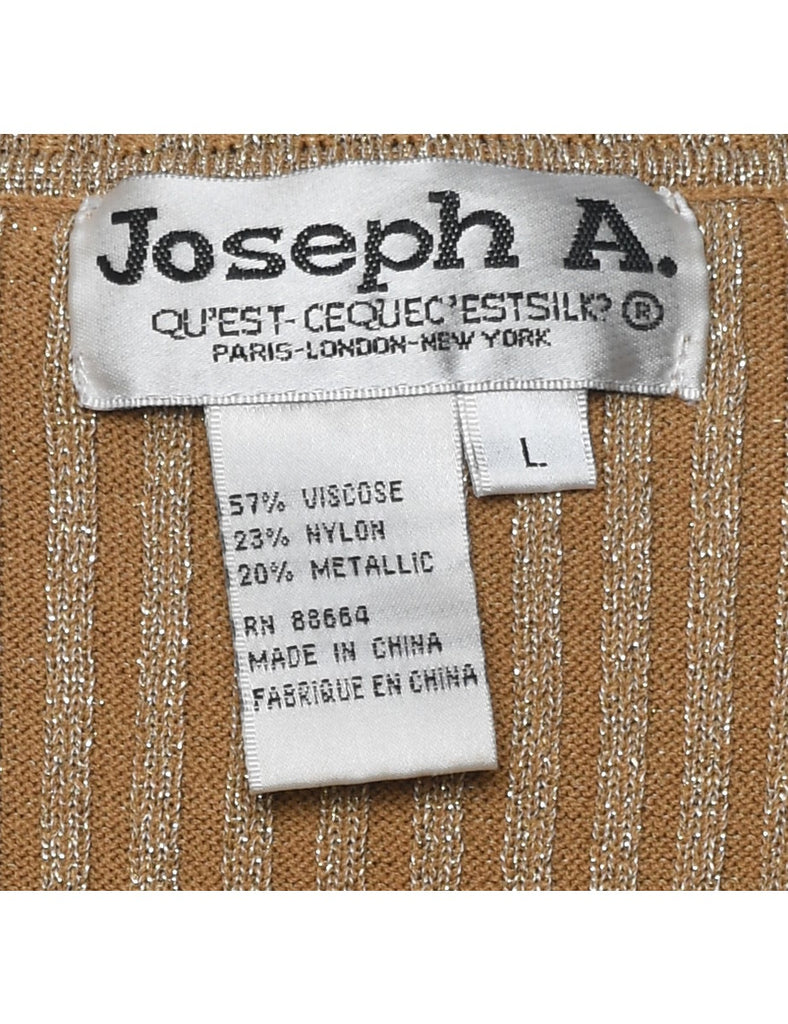 Joseph A.
QU'EST-CEQUEC'ESTSILK? ®
PARIS-LONDON-NEW YORK
L
57% VISCOSE
23% NYLON
20% METALLIC
RN 88664
MADE IN CHINA
FABRIQUE EN CHINA